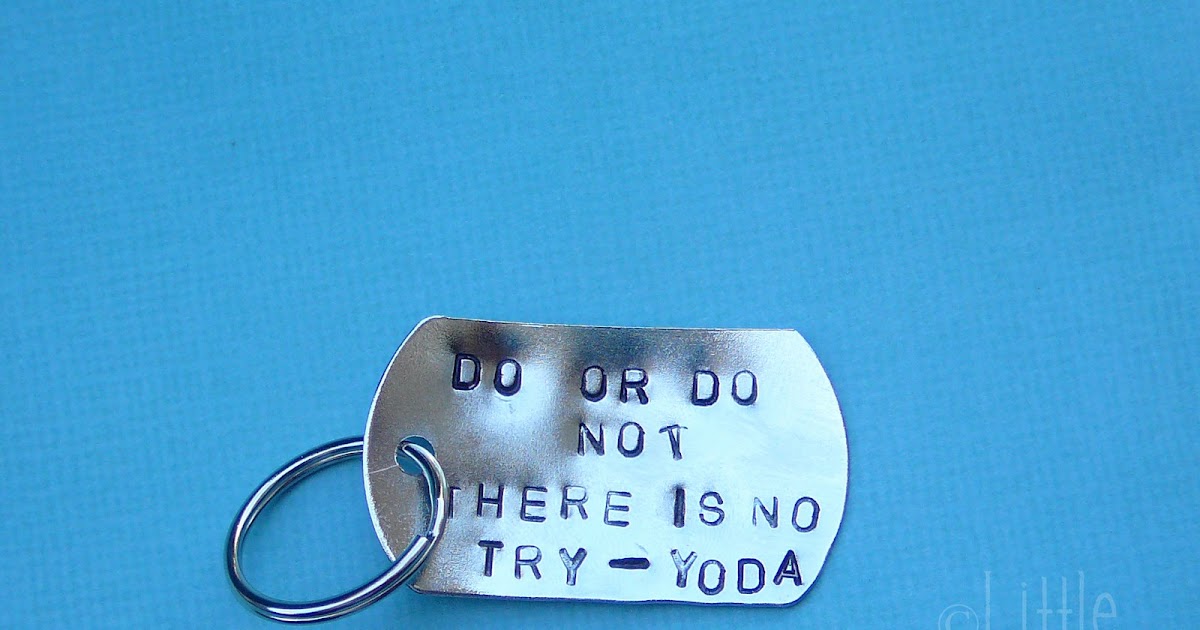 DO OR DO
NOT
THERE IS NO
TRY - YODA
©Little